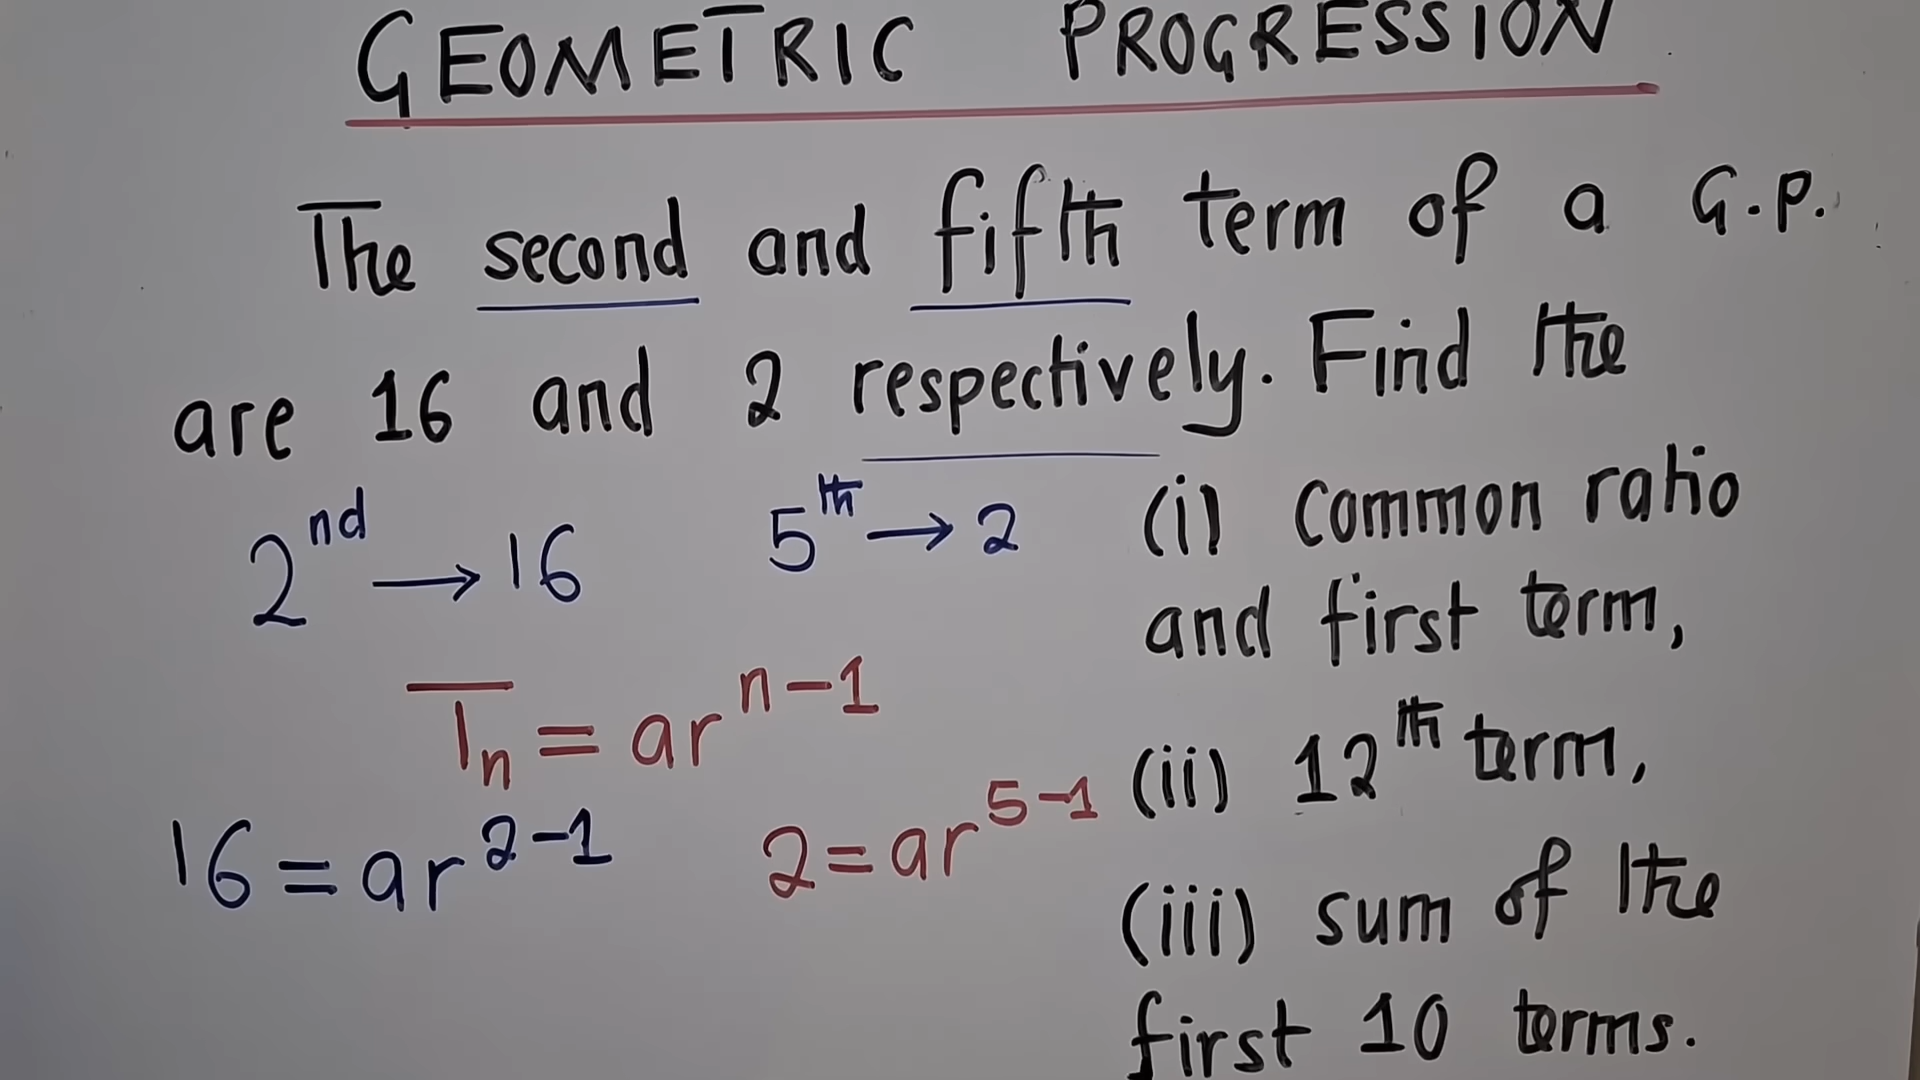 GEOMETRIC PROGRESSION
The second and fifth term of a G.P.
are 16 and 2 respectively. Find the
(i) common ratio
and first term,
(ii) 12th term,
(iii) sum of the
first 10 terms.
2nd → 16
5th → 2
Tn = ar^n-1
16 = ar^2-1
2 = ar^5-1